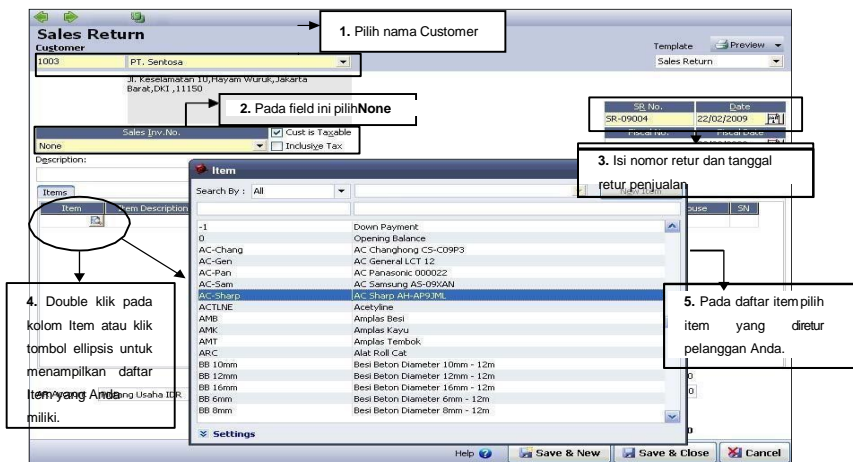 Sales Return
1. Pilih nama Customer
Customer
Template
Preview
1003
PT. Sentosa
Sales Return
Jl. Keselamatan 10,Hayam Wuruk,Jakarta
Barat,DKI ,11150
2. Pada field ini pilihNone
SR No.
Date
SR-09004
22/02/2009
Sales Inv.No.
Cust is Taxable
Fiscal No.
Fiscal Date
None
Inclusive Tax
Description:
3. Isi nomor retur dan tanggal
retur penjualan
Item
Search By :
All
New Item
Items
Item
Item Description
SN
-1
Down Payment
0
Opening Balance
AC-Chang
AC Changhong CS-C09P3
AC-Gen
AC General LCT 12
AC-Pan
AC Panasonic 000022
AC-Sam
AC Samsung AS-09XAN
AC-Sharp
AC Sharp AH-AP9JML
ACTLNE
Acetyline
AMB
Amplas Besi
AMK
Amplas Kayu
AMT
Amplas Tembok
ARC
Alat Roll Cat
BB 10mm
Besi Beton Diameter 10mm - 12m
BB 12mm
Besi Beton Diameter 12mm - 12m
BB 16mm
Besi Beton Diameter 16mm - 12m
BB 6mm
Besi Beton Diameter 6mm - 12m
BB 8mm
Besi Beton Diameter 8mm - 12m
Settings
4. Double klik pada
kolom Item atau klik
tombol ellipsis untuk
menampilkan daftar
Item yang Anda
miliki.
Usaha IDR
5. Pada daftar item pilih
item yang diretur
pelanggan Anda.
Help
Save & New
Save & Close
Cancel